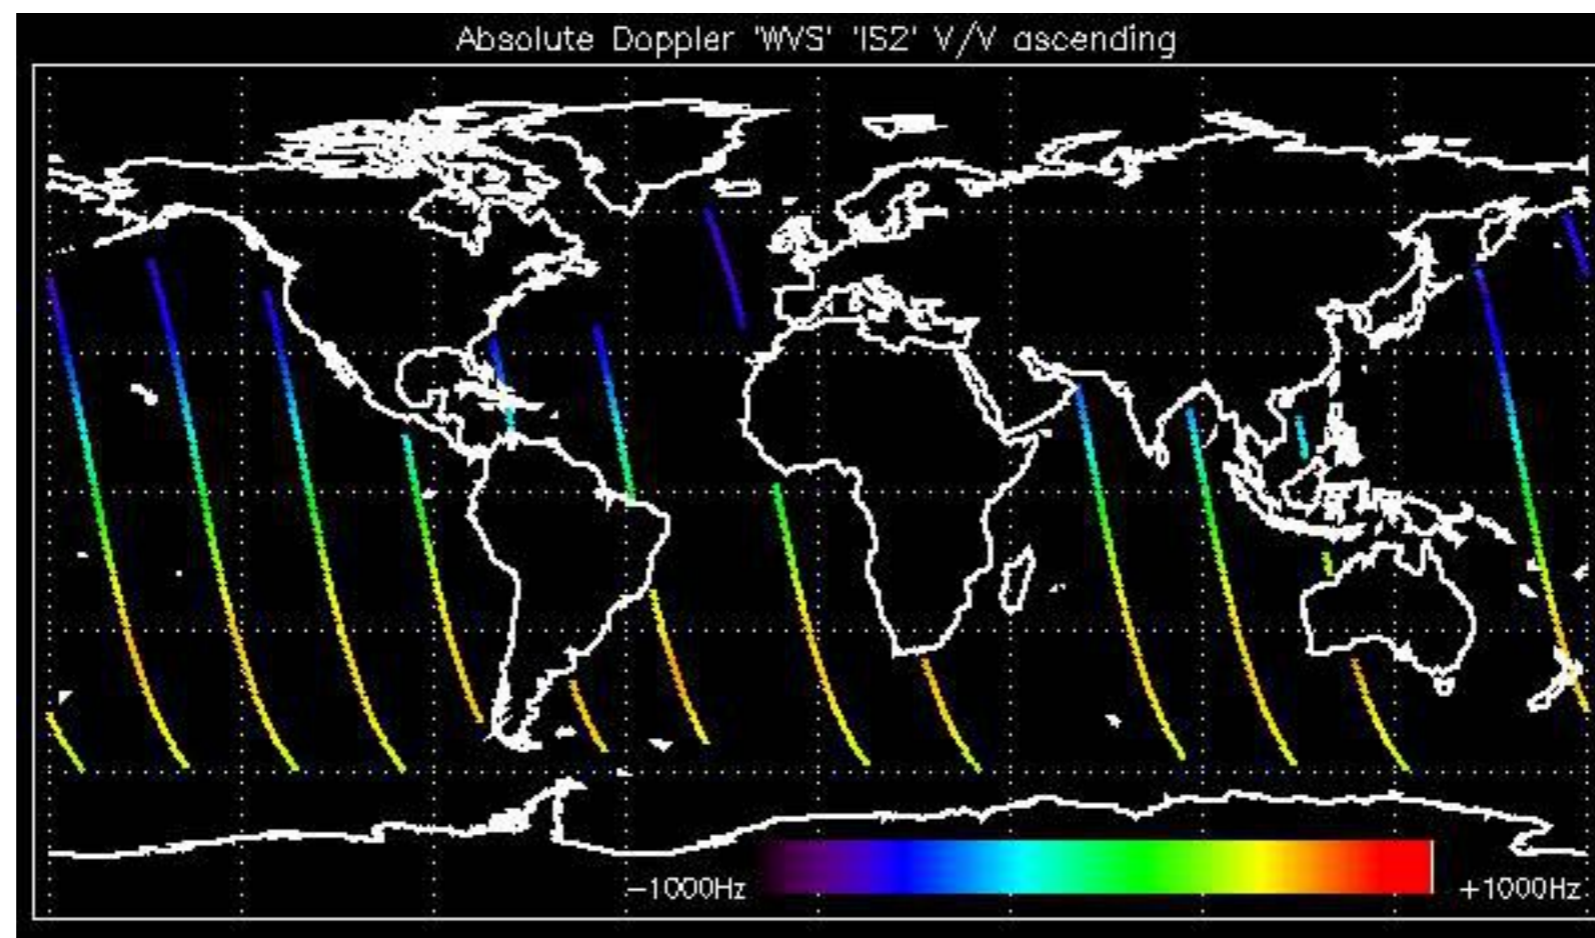 Absolute Doppler 'WVS' 'IS2' V/V ascending
−1000Hz +1000Hz